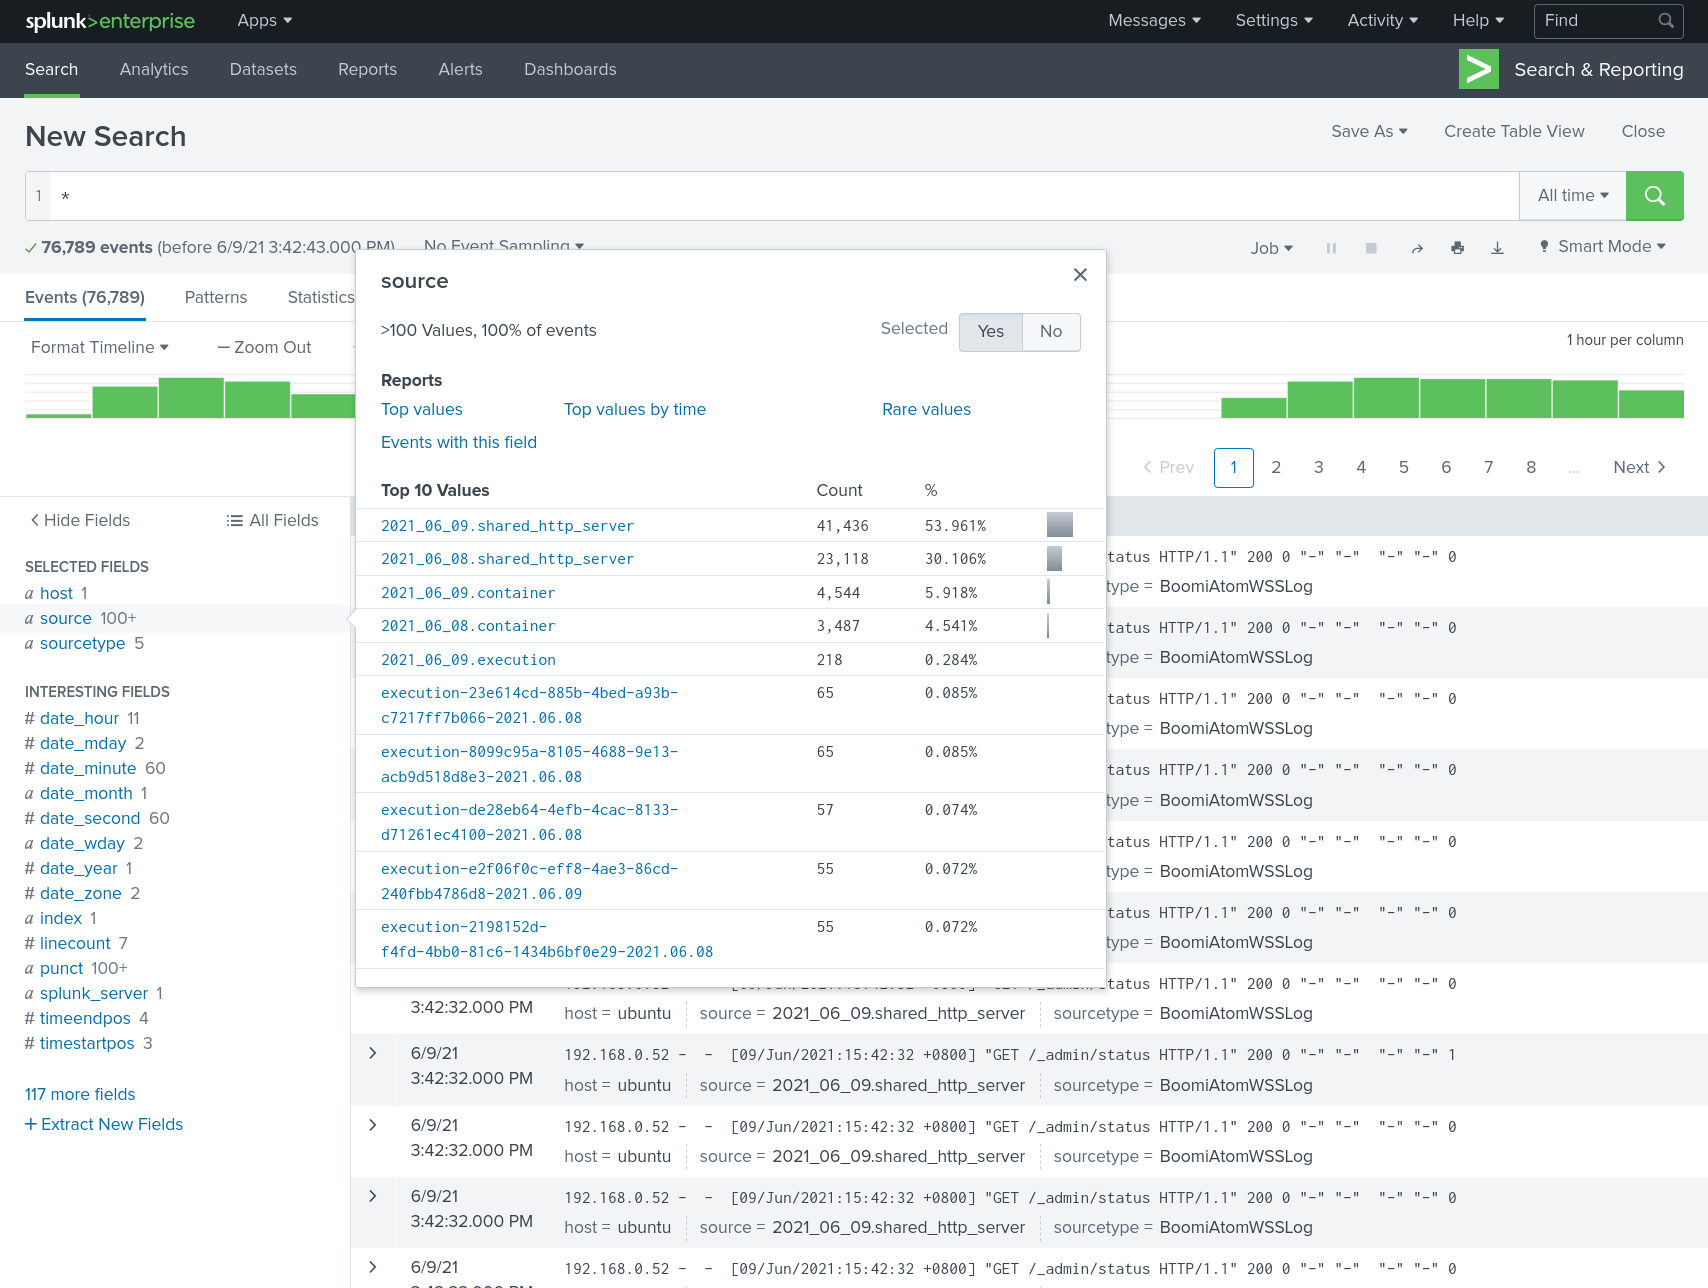 splunk>enterprise Apps Messages Settings Activity Help Find
Search Analytics Datasets Reports Alerts Dashboards > Search & Reporting
New Search Save As Create Table View Close
1 * All time
76,789 events (before 6/9/21 3:42:43.000 PM) No Event Sampling Job Smart Mode
Events (76,789) Patterns Statistics
Format Timeline — Zoom Out 1 hour per column
source
>100 Values, 100% of events Selected Yes No
Reports
Top values Top values by time Rare values
Events with this field
Top 10 Values Count %
2021_06_09.shared_http_server 41,436 53.961%
2021_06_08.shared_http_server 23,118 30.106%
2021_06_09.container 4,544 5.918%
2021_06_08.container 3,487 4.541%
2021_06_09.execution 218 0.284%
execution-23e614cd-885b-4bed-a93b- 65 0.085%
c7217ff7b066-2021.06.08
execution-8099c95a-8105-4688-9e13- 65 0.085%
acb9d518d8e3-2021.06.08
execution-de28eb64-4efb-4cac-8133- 57 0.074%
d71261ec4100-2021.06.08
execution-e2f06f0c-eff8-4ae3-86cd- 55 0.072%
240fbb4786d8-2021.06.09
execution-2198152d- 55 0.072%
f4fd-4bb0-81c6-1434b6bf0e29-2021.06.08
< Prev 1 2 3 4 5 6 7 8 ... Next >
< Hide Fields All Fields
SELECTED FIELDS
a host 1
a source 100+
a sourcetype 5
INTERESTING FIELDS
# date_hour 11
# date_mday 2
# date_minute 60
a date_month 1
# date_second 60
a date_wday 2
# date_year 1
# date_zone 2
a index 1
# linecount 7
a punct 100+
a splunk_server 1
# timeendpos 4
# timestartpos 3
117 more fields
+ Extract New Fields
tatus HTTP/1.1" 200 0 "-" "-" "-" "-" 0
type = BoomiAtomWSSLog
tatus HTTP/1.1" 200 0 "-" "-" "-" "-" 0
type = BoomiAtomWSSLog
tatus HTTP/1.1" 200 0 "-" "-" "-" "-" 0
type = BoomiAtomWSSLog
tatus HTTP/1.1" 200 0 "-" "-" "-" "-" 0
type = BoomiAtomWSSLog
tatus HTTP/1.1" 200 0 "-" "-" "-" "-" 0
type = BoomiAtomWSSLog
tatus HTTP/1.1" 200 0 "-" "-" "-" "-" 0
type = BoomiAtomWSSLog
tatus HTTP/1.1" 200 0 "-" "-" "-" "-" 0
3:42:32.000 PM host = ubuntu source = 2021_06_09.shared_http_server sourcetype = BoomiAtomWSSLog
> 6/9/21 192.168.0.52 - - [09/Jun/2021:15:42:32 +0800] "GET /_admin/status HTTP/1.1" 200 0 "-" "-" "-" "-" 1
3:42:32.000 PM host = ubuntu source = 2021_06_09.shared_http_server sourcetype = BoomiAtomWSSLog
> 6/9/21 192.168.0.52 - - [09/Jun/2021:15:42:32 +0800] "GET /_admin/status HTTP/1.1" 200 0 "-" "-" "-" "-" 0
3:42:32.000 PM host = ubuntu source = 2021_06_09.shared_http_server sourcetype = BoomiAtomWSSLog
> 6/9/21 192.168.0.52 - - [09/Jun/2021:15:42:32 +0800] "GET /_admin/status HTTP/1.1" 200 0 "-" "-" "-" "-" 0
3:42:32.000 PM host = ubuntu source = 2021_06_09.shared_http_server sourcetype = BoomiAtomWSSLog
> 6/9/21 192.168.0.52 - - [09/Jun/2021:15:42:32 +0800] "GET /_admin/status HTTP/1.1" 200 0 "-" "-" "-" "-" 0